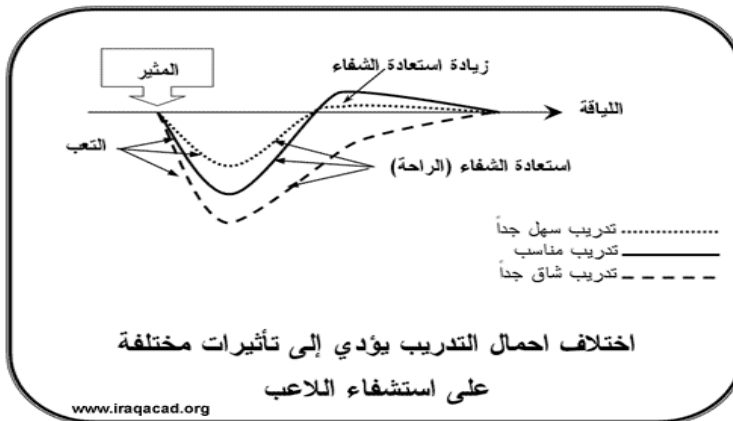 المثير
زيادة استعادة الشفاء
اللياقة
التعب
استعادة الشفاء (الراحة)
تدريب سهل جداً
تدريب مناسب
تدريب شاق جداً
اختلاف احمال التدريب يؤدي إلى تأثيرات مختلفة
على استشفاء اللاعب
www.iraqacad.org